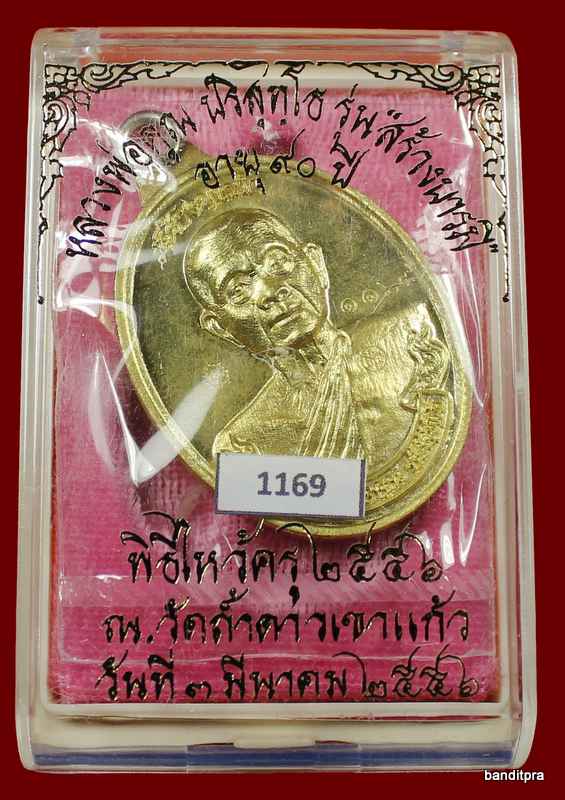 หลวงพ่อบุญ ปริสุทฺโธ รุ่น"สร้างบารมี"
อายุ ๙๐ ปี
1169
พิธีไหว้ครู ๒๕๕๖
ณ.วัดถ้ำดาวเขาแก้ว
วันที่ ๓ มีนาคม ๒๕๕๖
banditpra